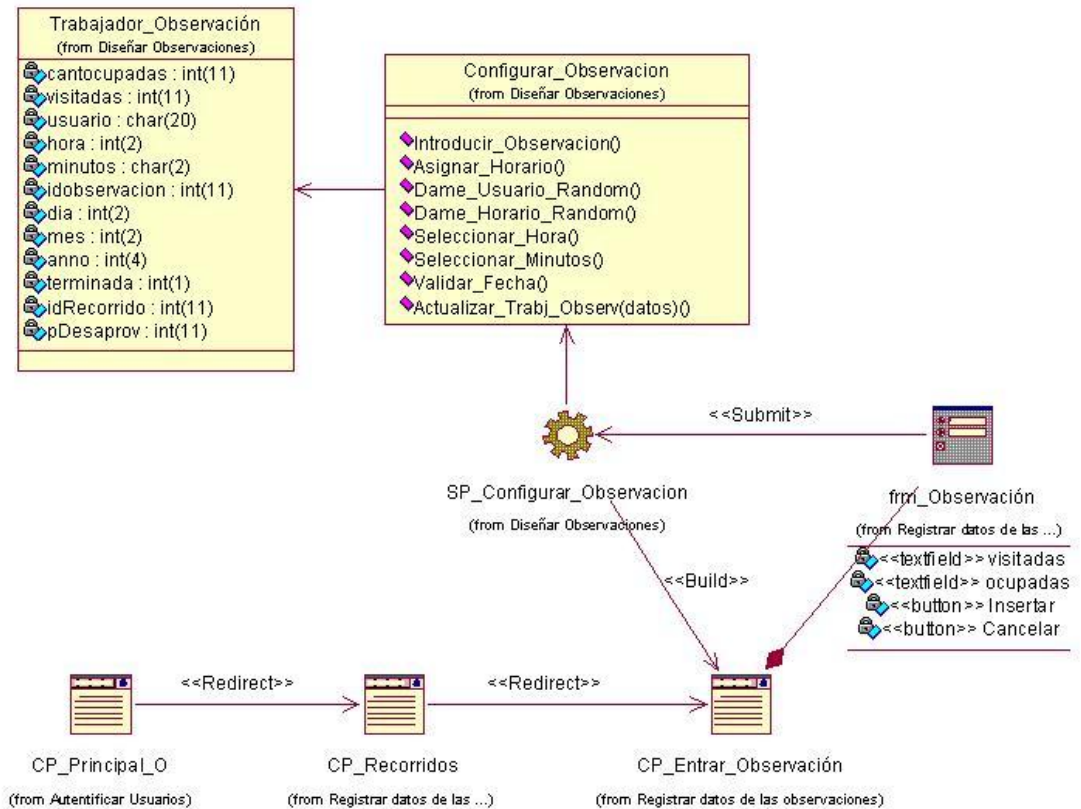 Trabajador_Observación
(from Diseñar Observaciones)
cantocupadas : int(11)
visitadas : int(11)
usuario : char(20)
hora : int(2)
minutos : char(2)
idobservacion : int(11)
dia : int(2)
mes : int(2)
anno : int(4)
terminada : int(1)
idRecorrido : int(11)
pDesaprov : int(11)
Configurar_Observacion
(from Diseñar Observaciones)
Introducir_Observacion()
Asignar_Horario()
Dame_Usuario_Random()
Dame_Horario_Random()
Seleccionar_Hora()
Seleccionar_Minutos()
Validar_Fecha()
Actualizar_Trabj_Observ(datos)()
<<Submit>>
SP_Configurar_Observacion
(from Diseñar Observaciones)
frm_Observación
(from Registrar datos de las ...)
<<textfield>> visitadas
<<textfield>> ocupadas
<<button>> Insertar
<<button>> Cancelar
<<Build>>
<<Redirect>>
<<Redirect>>
CP_Principal_O
(from Autentificar Usuarios)
CP_Recorridos
(from Registrar datos de las ...)
CP_Entrar_Observación
(from Registrar datos de las observaciones)